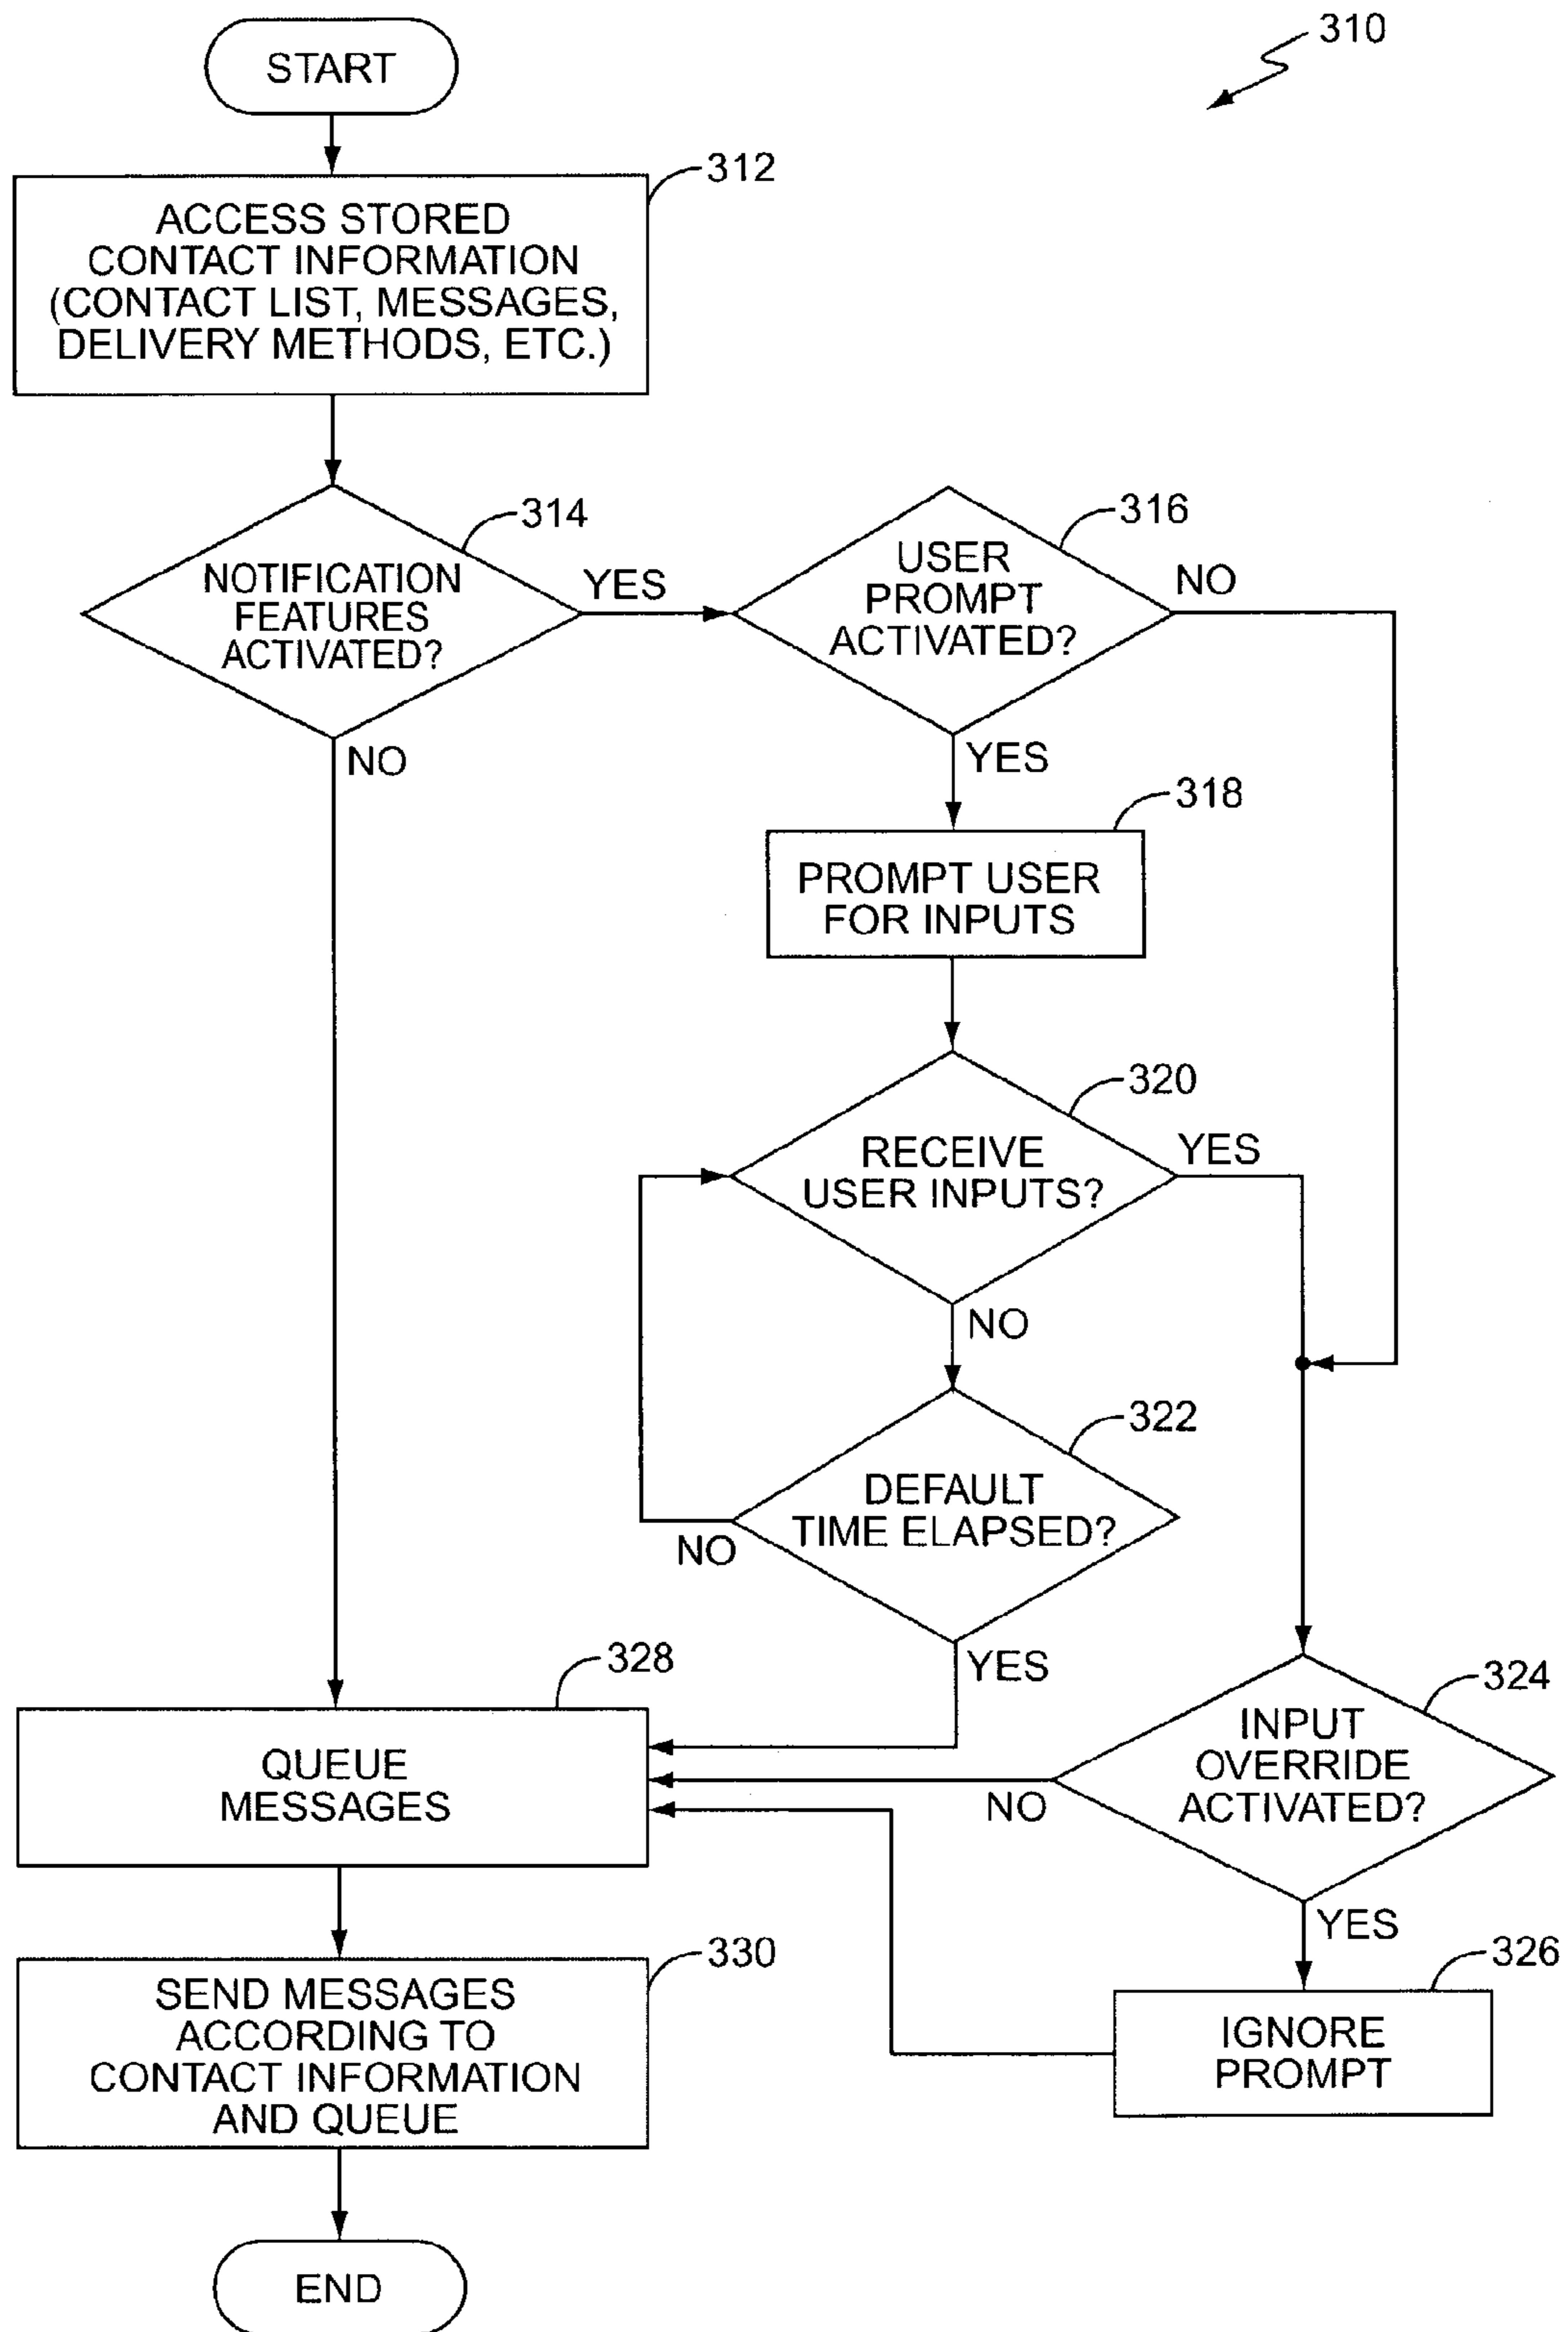 310
START
312
ACCESS STORED
CONTACT INFORMATION
(CONTACT LIST, MESSAGES,
DELIVERY METHODS, ETC.)
314
NOTIFICATION
FEATURES
ACTIVATED?
YES
NO
316
USER
PROMPT
ACTIVATED?
NO
YES
318
PROMPT USER
FOR INPUTS
320
RECEIVE
USER INPUTS?
YES
NO
322
DEFAULT
TIME ELAPSED?
NO
YES
324
INPUT
OVERRIDE
ACTIVATED?
NO
YES
326
IGNORE
PROMPT
328
QUEUE
MESSAGES
330
SEND MESSAGES
ACCORDING TO
CONTACT INFORMATION
AND QUEUE
END